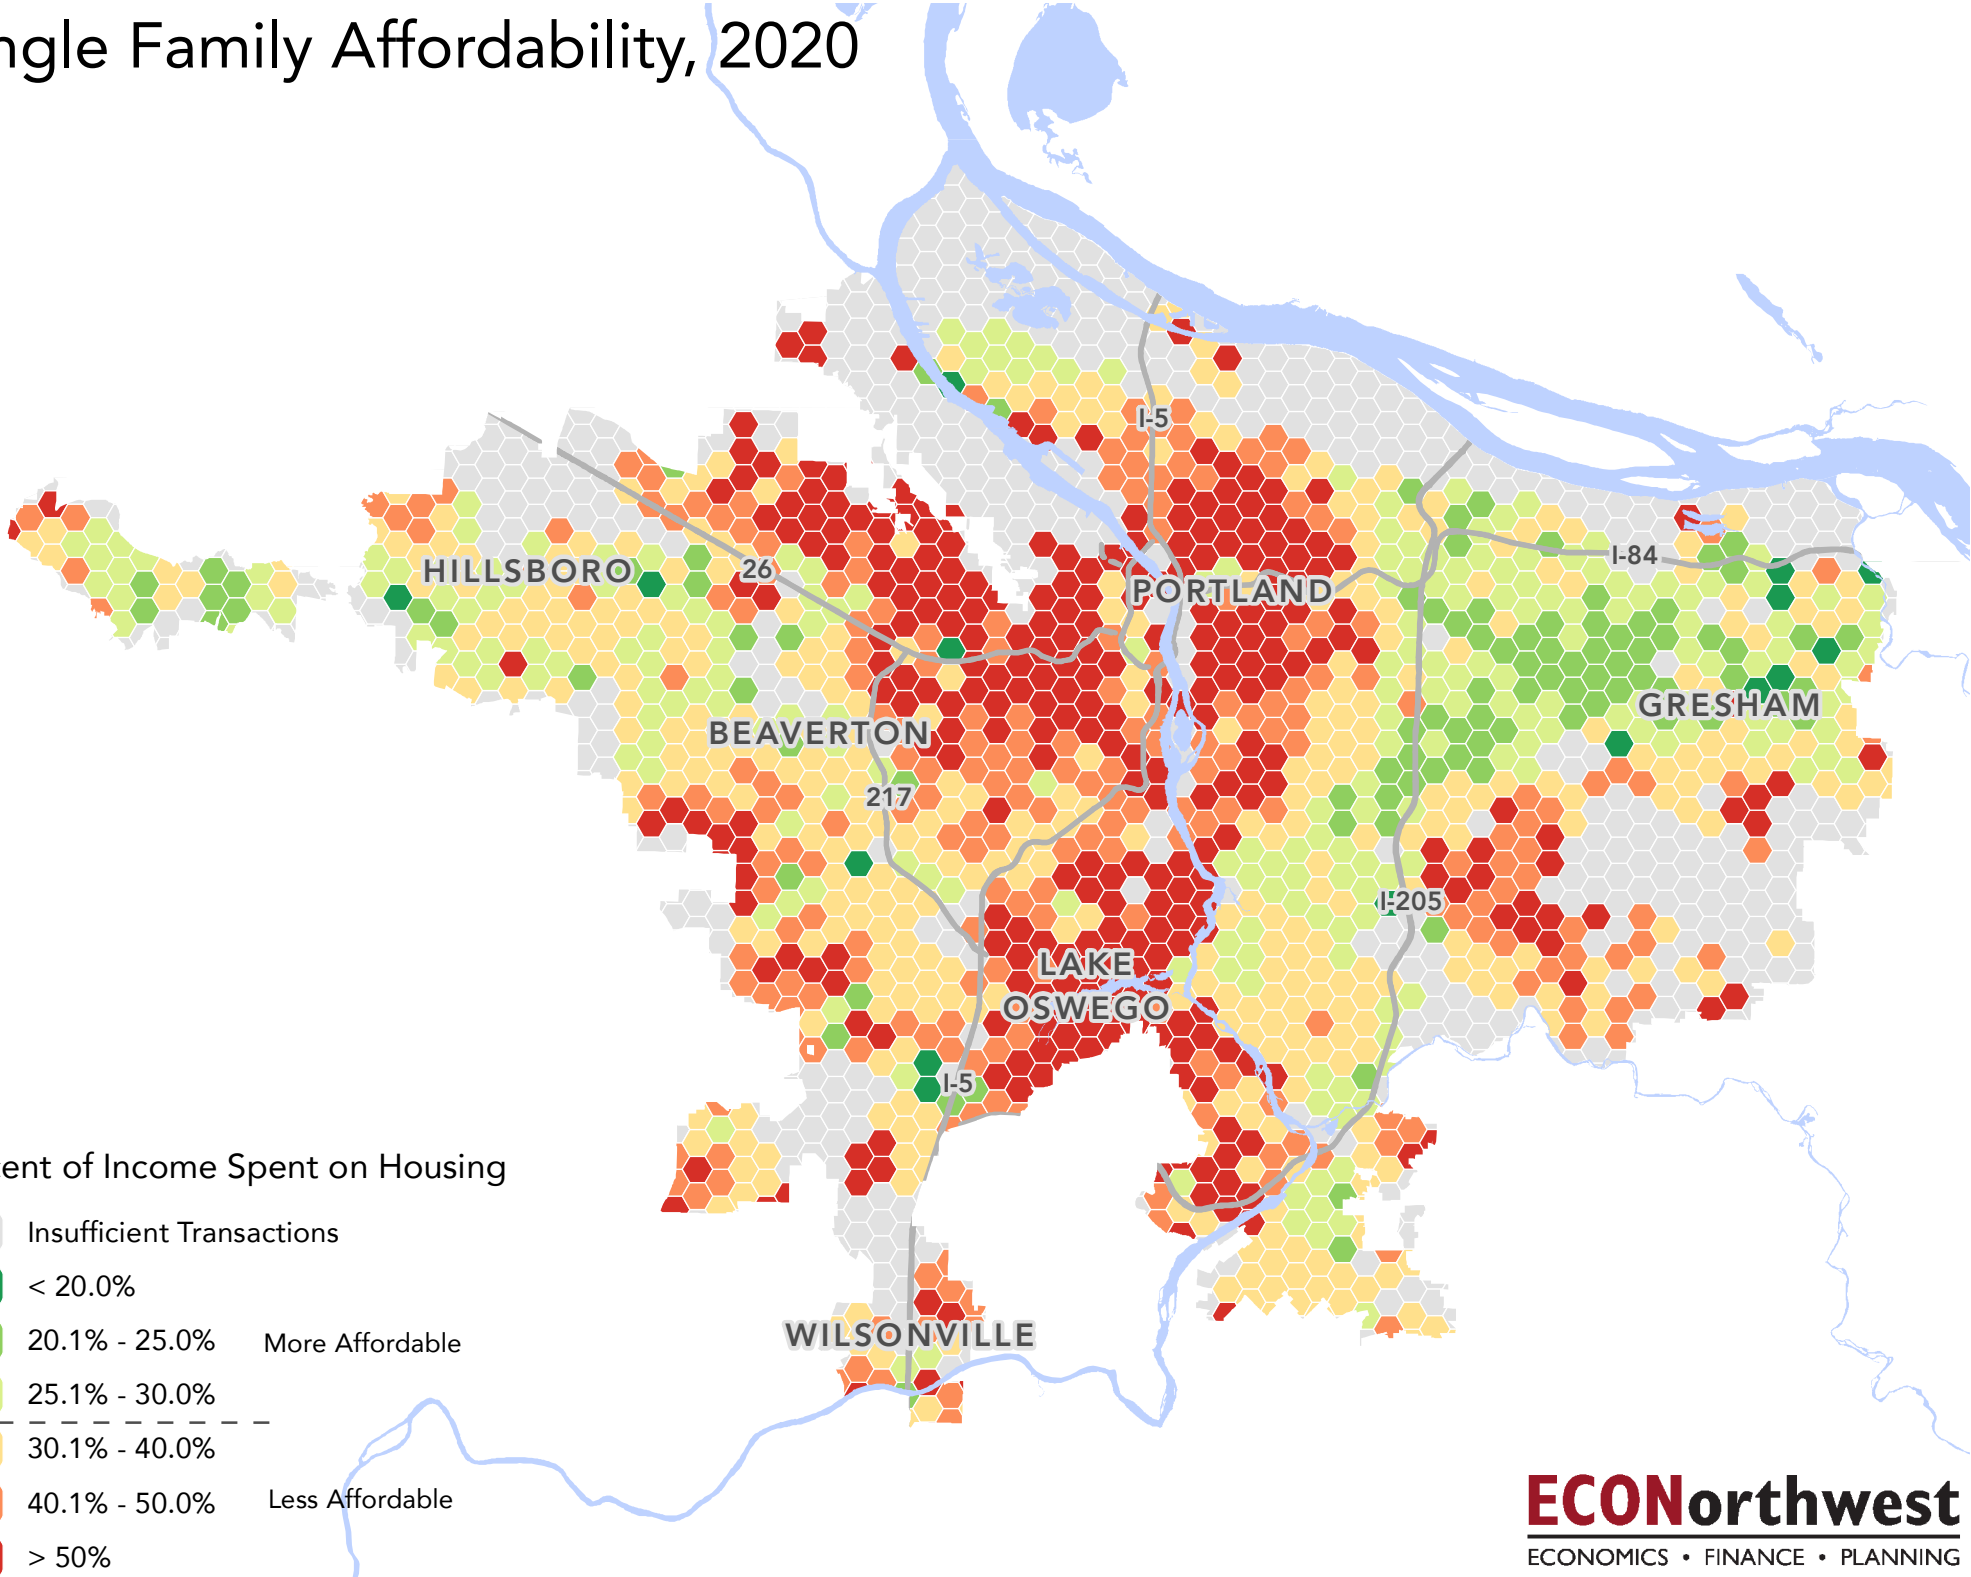 ngle Family Affordability, 2020
I-5
HILLSBORO
26
I-84
PORTLAND
GRESHAM
BEAVERTON
217
I-205
LAKE
OSWEGO
I-5
WILSONVILLE
ent of Income Spent on Housing
Insufficient Transactions
< 20.0%
20.1% - 25.0% More Affordable
25.1% - 30.0%
30.1% - 40.0%
40.1% - 50.0% Less Affordable
> 50%
ECONorthwest
ECONOMICS • FINANCE • PLANNING